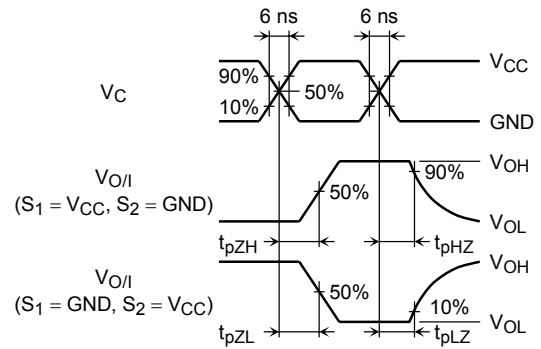 6 ns
6 ns
V_C
90%
10%
50%
V_CC
GND
V_O/I
(S_1 = V_CC, S_2 = GND)
50%
90%
V_OH
V_OL
t_pZH
t_pHZ
V_O/I
(S_1 = GND, S_2 = V_CC)
50%
10%
V_OH
V_OL
t_pZL
t_pLZ